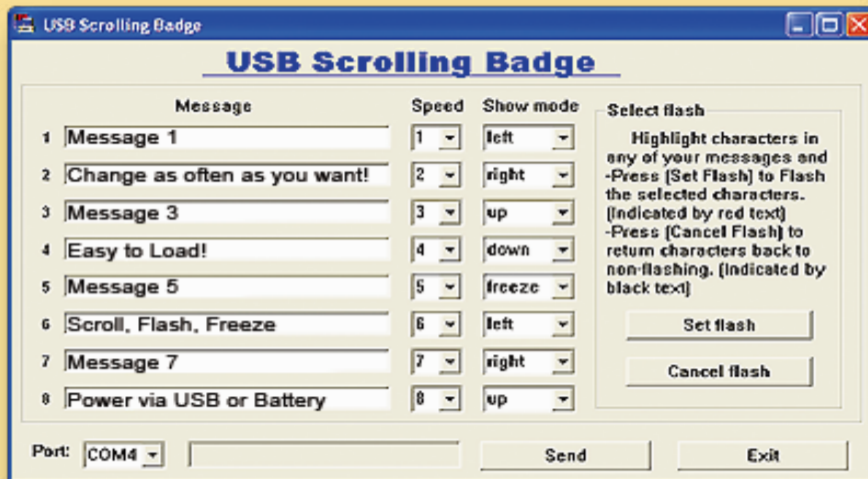 USB Scrolling Badge
USB Scrolling Badge
Message Speed Show mode
1 Message 1 1 left
2 Change as often as you want! 2 right
3 Message 3 3 up
4 Easy to Load! 4 down
5 Message 5 5 freeze
6 Scroll, Flash, Freeze 6 left
7 Message 7 7 right
8 Power via USB or Battery 8 up
Select flash
Highlight characters in
any of your messages and
-Press [Set Flash] to Flash
the selected characters.
[Indicated by red text]
-Press [Cancel Flash] to
return characters back to
non-flashing. [Indicated by
black text]
Set flash
Cancel flash
Port: COM4 Send Exit